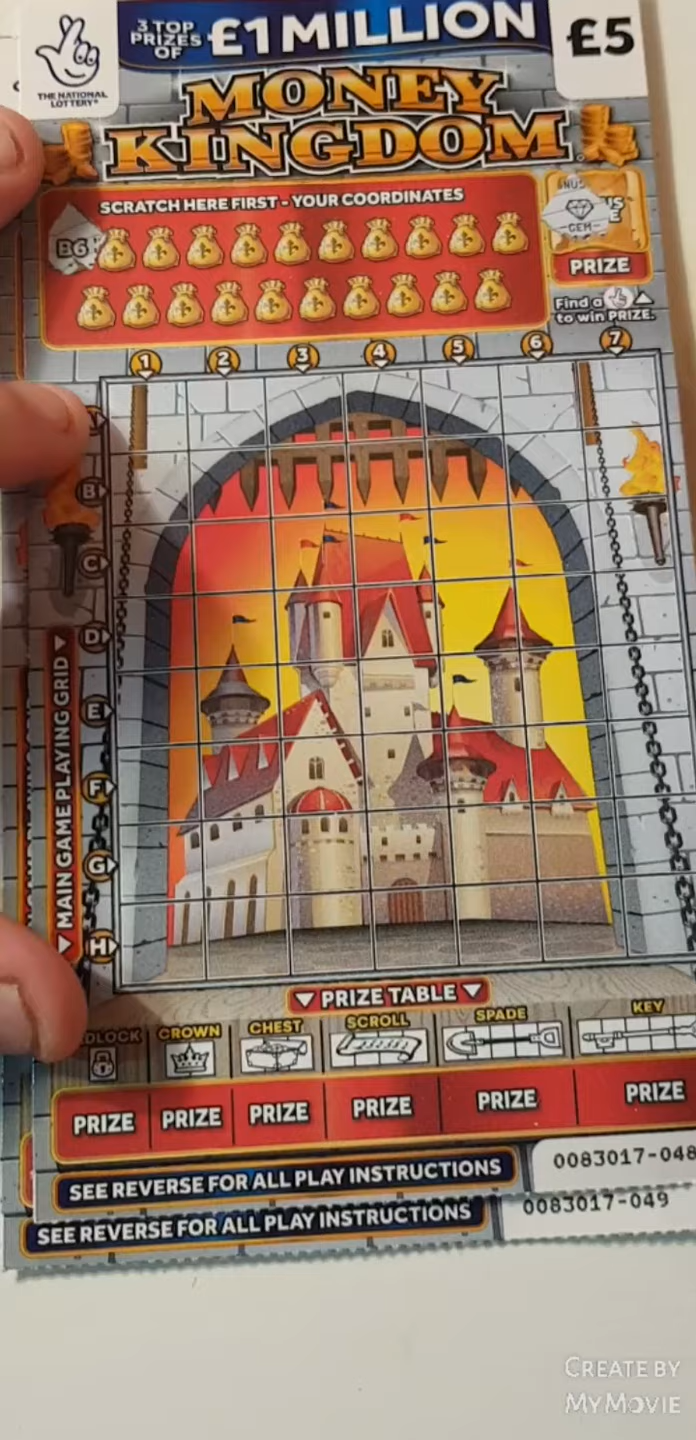 3 TOP PRIZES OF £1 MILLION
£5
THE NATIONAL LOTTERY®
MONEY KINGDOM
SCRATCH HERE FIRST - YOUR COORDINATES
B6
GEM
PRIZE
Find a
to win PRIZE.
1 2 3 4 5 6 7
B
C
D
E
F
G
H
MAIN GAME PLAYING GRID
PRIZE TABLE
DLOCK CROWN CHEST SCROLL SPADE KEY
PRIZE PRIZE PRIZE PRIZE PRIZE PRIZE
SEE REVERSE FOR ALL PLAY INSTRUCTIONS
0083017-048
SEE REVERSE FOR ALL PLAY INSTRUCTIONS
0083017-049
CREATE BY
MYMOVIE